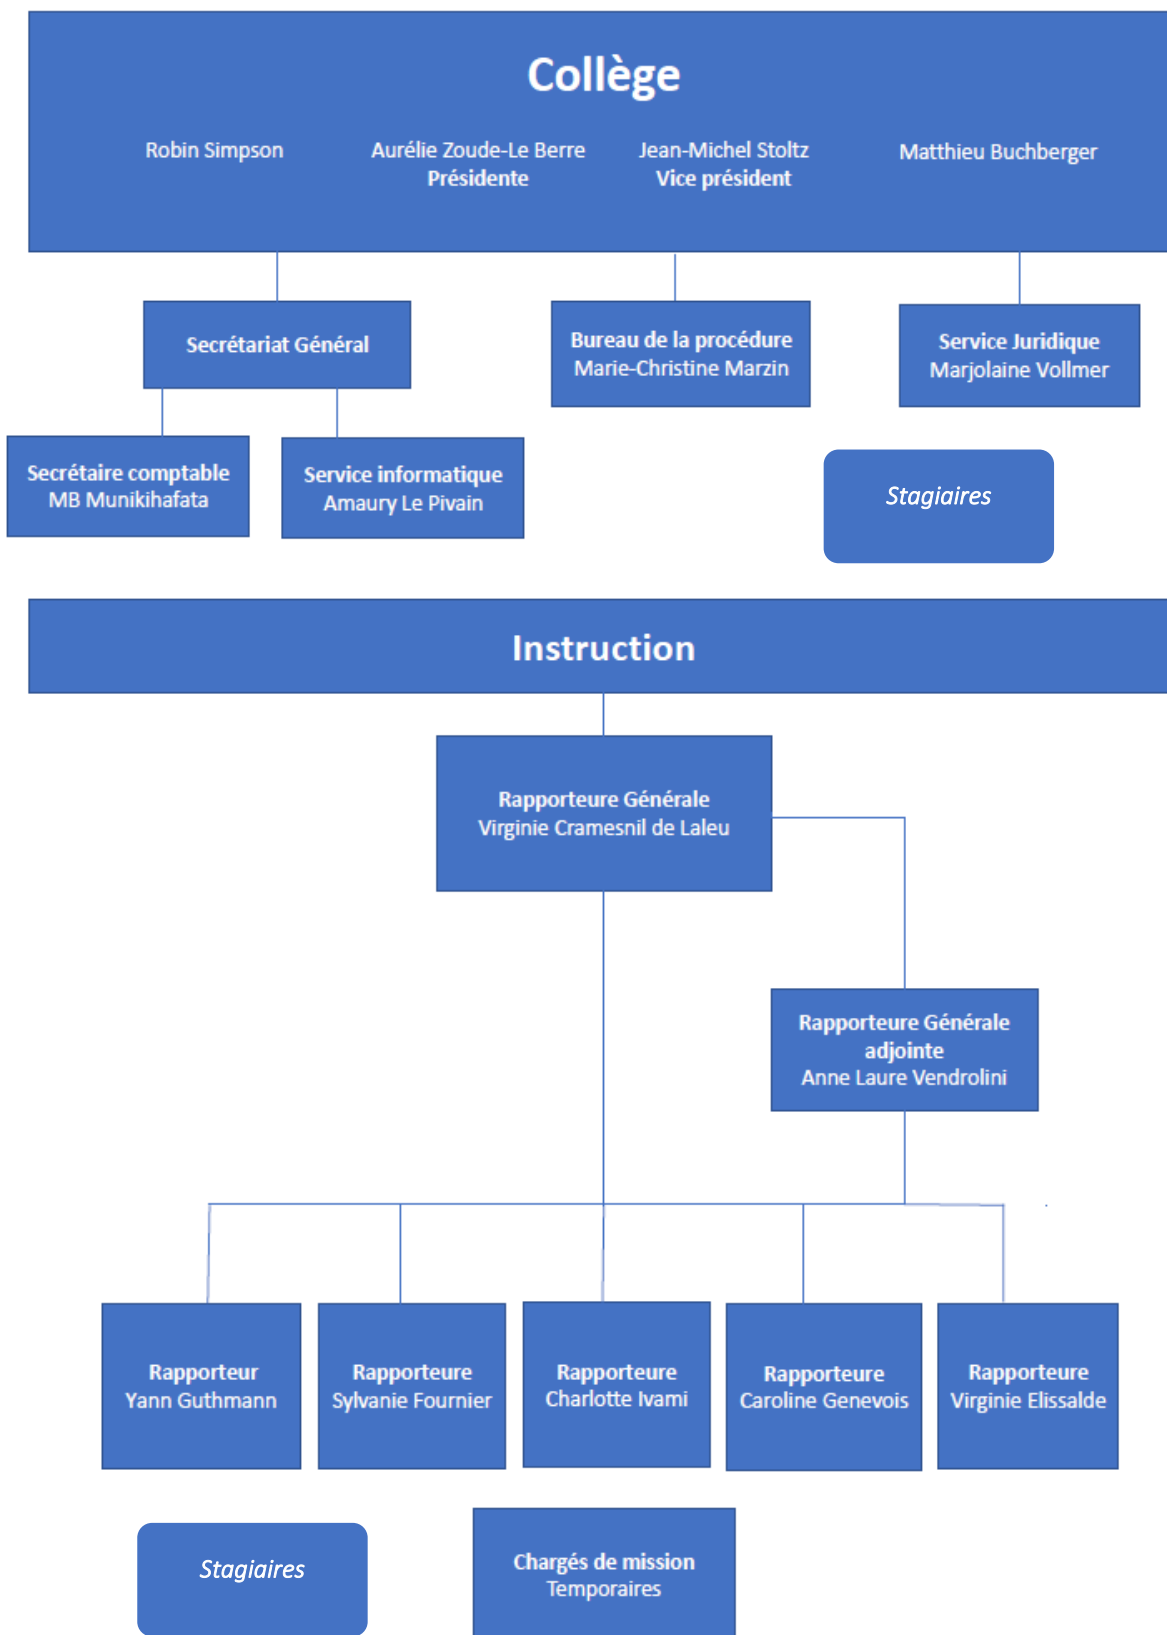 Collège
Robin Simpson
Aurélie Zoude-Le Berre
Présidente
Jean-Michel Stoltz
Vice président
Matthieu Buchberger
Secrétariat Général
Bureau de la procédure
Marie-Christine Marzin
Service Juridique
Marjolaine Vollmer
Secrétaire comptable
MB Munikihafata
Service informatique
Amaury Le Pivain
Stagiaires
Instruction
Rapporteure Générale
Virginie Cramesnil de Laleu
Rapporteure Générale
adjointe
Anne Laure Vendrolini
Rapporteur
Yann Guthmann
Rapporteure
Sylvanie Fournier
Rapporteure
Charlotte Ivami
Rapporteure
Caroline Genevois
Rapporteure
Virginie Elissalde
Stagiaires
Chargés de mission
Temporaires